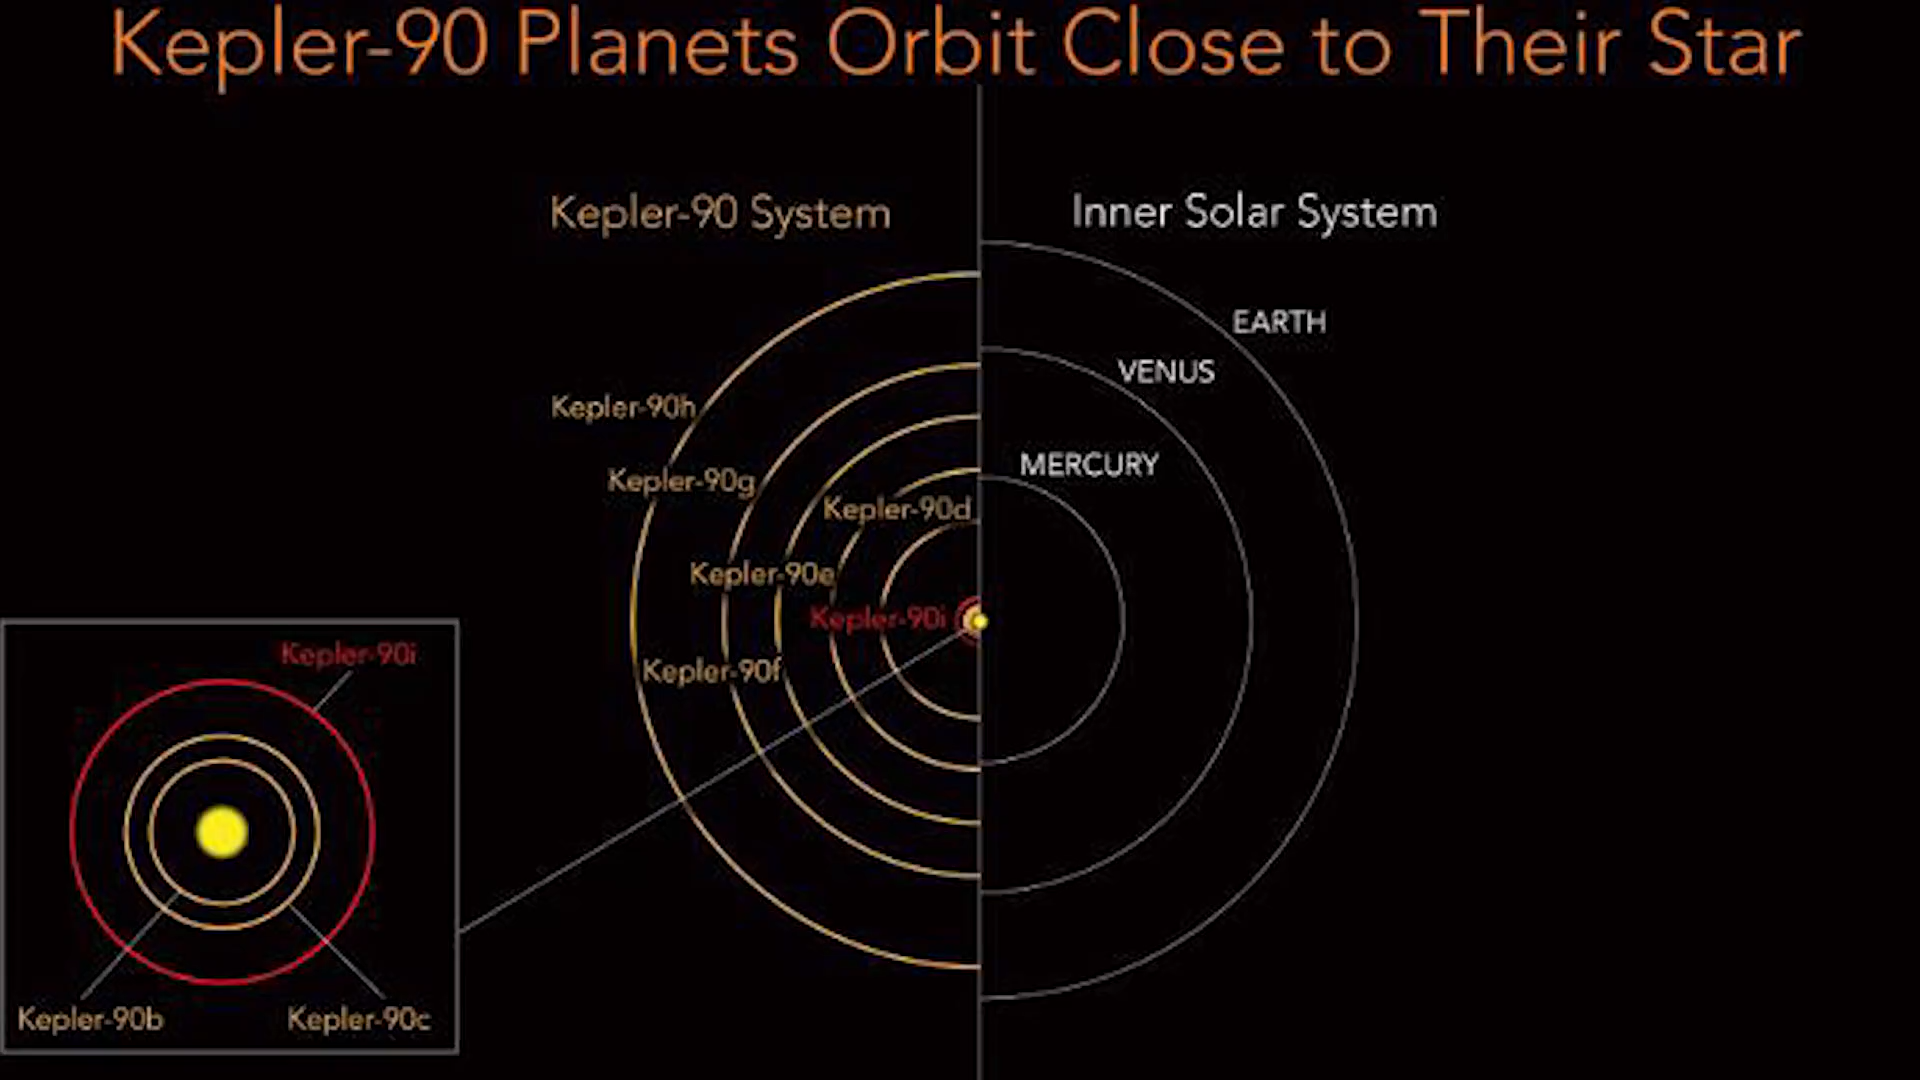 Kepler-90 Planets Orbit Close to Their Star
Kepler-90 System
Inner Solar System
EARTH
VENUS
MERCURY
Kepler-90h
Kepler-90g
Kepler-90d
Kepler-90e
Kepler-90i
Kepler-90f
Kepler-90i
Kepler-90b
Kepler-90c